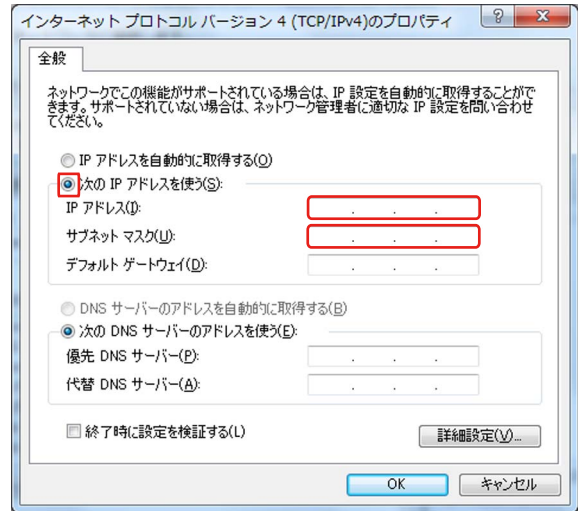 インターネット プロトコル バージョン 4 (TCP/IPv4)のプロパティ
全般
ネットワークでこの機能がサポートされている場合は、IP 設定を自動的に取得することがで
きます。サポートされていない場合は、ネットワーク管理者に適切な IP 設定を問い合わせ
てください。
IP アドレスを自動的に取得する(O)
次の IP アドレスを使う(S):
IP アドレス(I):
サブネット マスク(U):
デフォルト ゲートウェイ(D):
DNS サーバーのアドレスを自動的に取得する(B)
次の DNS サーバーのアドレスを使う(E):
優先 DNS サーバー(P):
代替 DNS サーバー(A):
終了時に設定を検証する(L)
詳細設定(V)...
OK
キャンセル